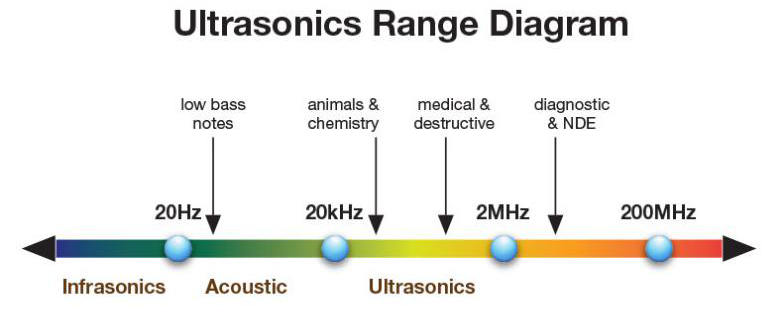 Ultrasonics Range Diagram
low bass
notes
animals &
chemistry
medical &
destructive
diagnostic
& NDE
20Hz
20kHz
2MHz
200MHz
Infrasonics
Acoustic
Ultrasonics